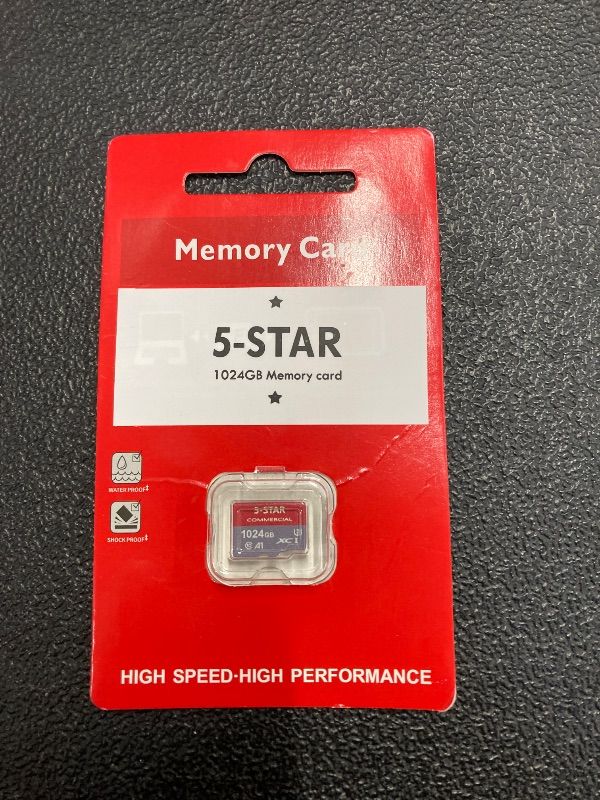 Memory Card
5-STAR
1024GB Memory card
WATER PROOF‡
SHOCK PROOF‡
5-STAR
COMMERCIAL
1024GB
A1 XC I
HIGH SPEED·HIGH PERFORMANCE